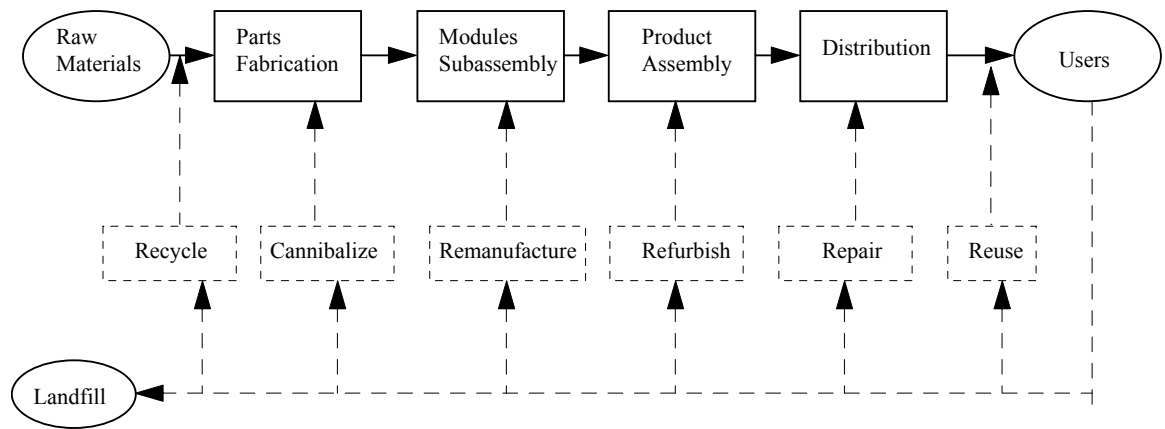 Raw
Materials
Parts
Fabrication
Modules
Subassembly
Product
Assembly
Distribution
Users
Recycle
Cannibalize
Remanufacture
Refurbish
Repair
Reuse
Landfill